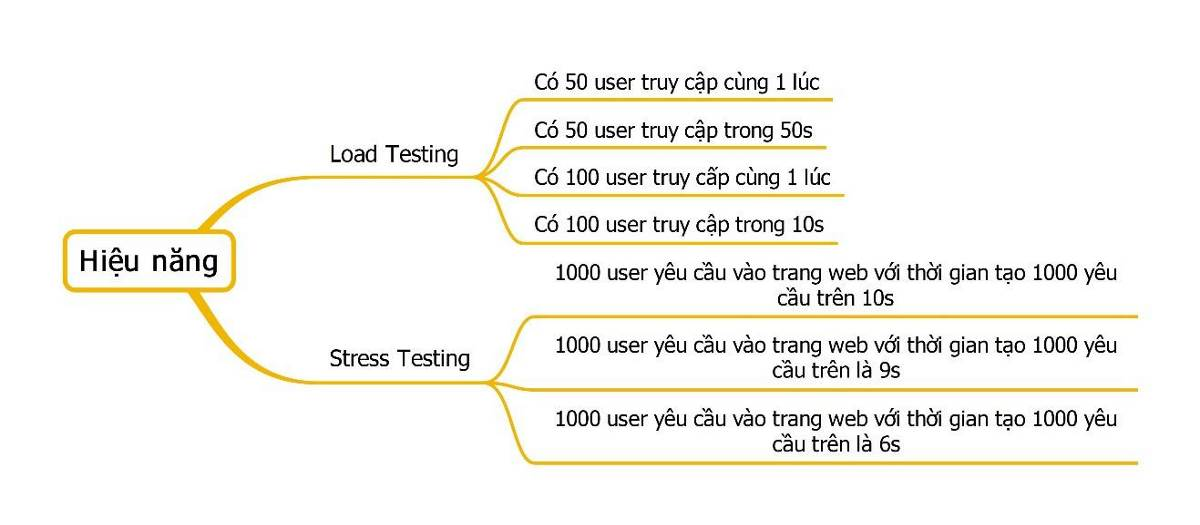 Có 50 user truy cập cùng 1 lúc
Có 50 user truy cập trong 50s
Load Testing
Có 100 user truy cấp cùng 1 lúc
Có 100 user truy cập trong 10s
Hiệu năng
1000 user yêu cầu vào trang web với thời gian tạo 1000 yêu
cầu trên 10s
1000 user yêu cầu vào trang web với thời gian tạo 1000 yêu
cầu trên là 9s
Stress Testing
1000 user yêu cầu vào trang web với thời gian tạo 1000 yêu
cầu trên là 6s